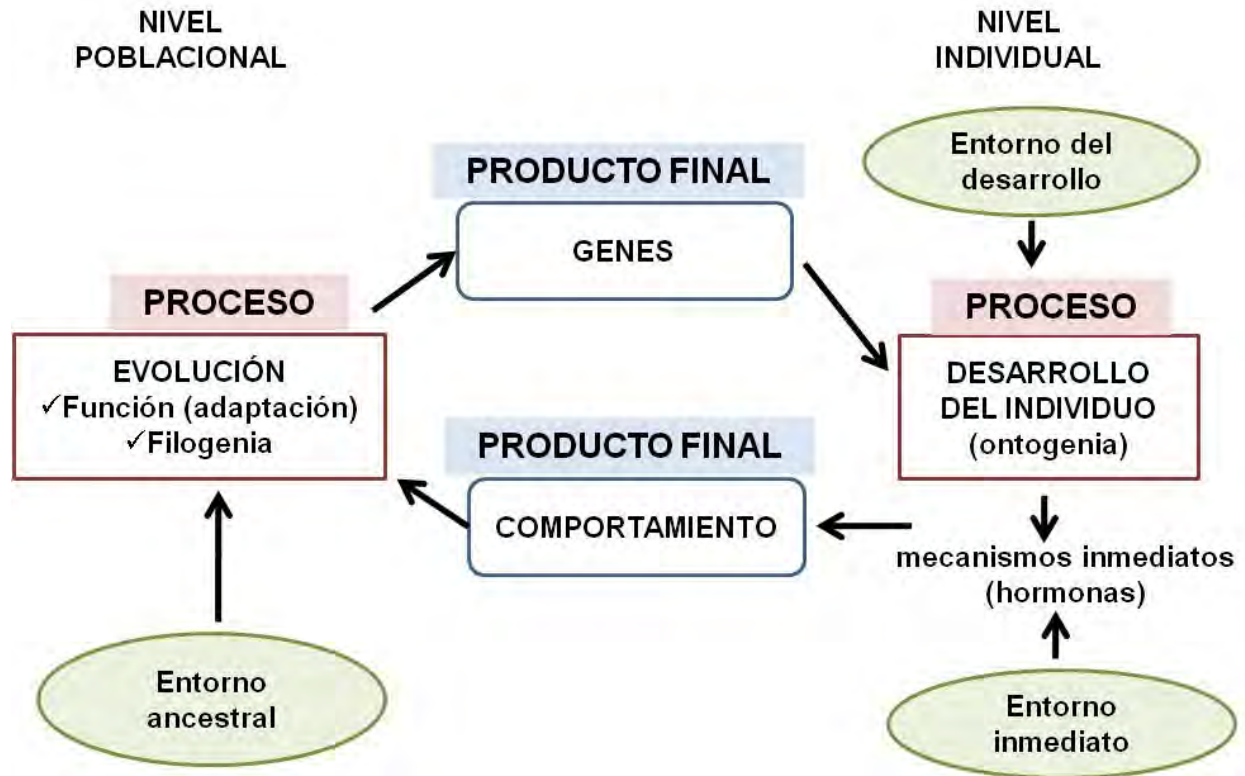 NIVEL
POBLACIONAL
NIVEL
INDIVIDUAL
Entorno del
desarrollo
PRODUCTO FINAL
GENES
PROCESO
EVOLUCIÓN
✓Función (adaptación)
✓Filogenia
PROCESO
DESARROLLO
DEL INDIVIDUO
(ontogenia)
PRODUCTO FINAL
COMPORTAMIENTO
mecanismos inmediatos
(hormonas)
Entorno
ancestral
Entorno
inmediato